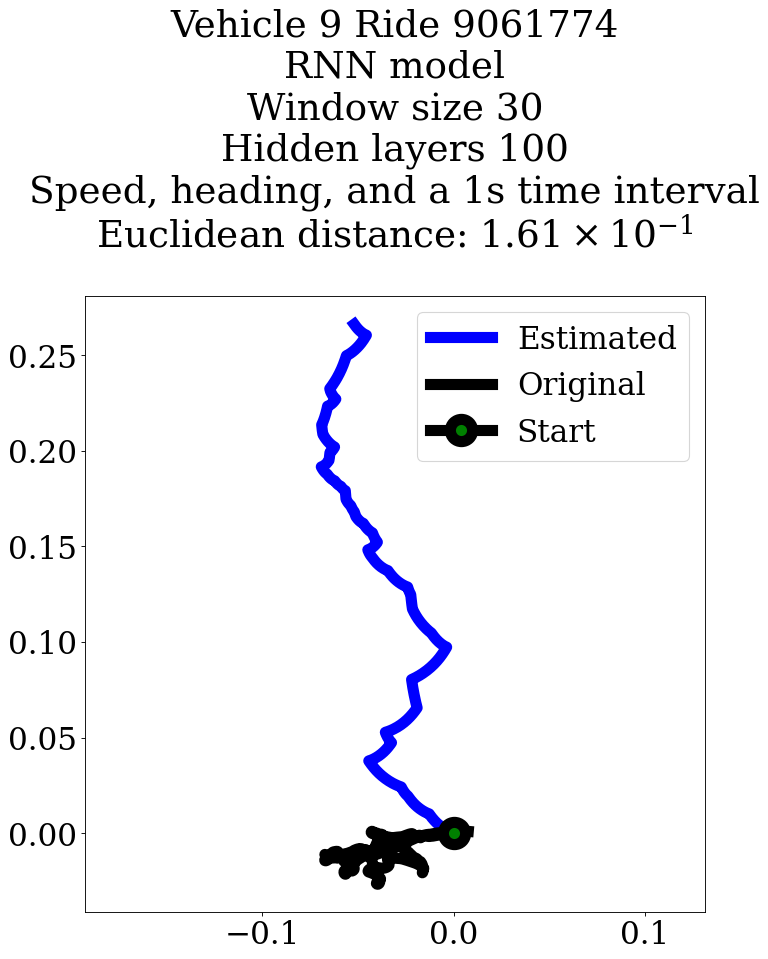 Vehicle 9 Ride 9061774
RNN model
Window size 30
Hidden layers 100
Speed, heading, and a 1s time interval
Euclidean distance: 1.61 × 10⁻¹
Estimated
Original
Start
0.25
0.20
0.15
0.10
0.05
0.00
−0.1
0.0
0.1